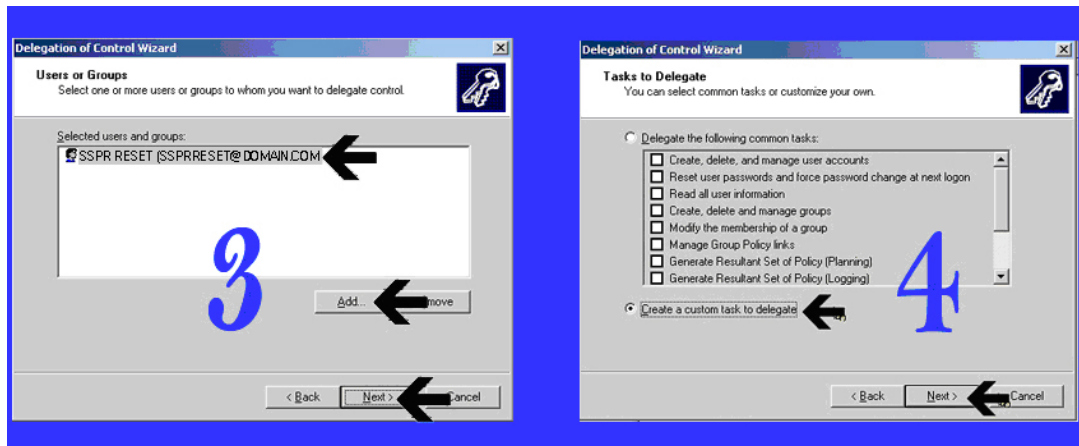 Delegation of Control Wizard
Users or Groups
Select one or more users or groups to whom you want to delegate control.
Selected users and groups:
SSPR RESET (SSPRRESET@DOMAIN.COM
3
Add...
< Back
Next >
Cancel
Delegation of Control Wizard
Tasks to Delegate
You can select common tasks or customize your own.
Delegate the following common tasks:
Create, delete, and manage user accounts
Reset user passwords and force password change at next logon
Read all user information
Create, delete and manage groups
Modify the membership of a group
Manage Group Policy links
Generate Resultant Set of Policy (Planning)
Generate Resultant Set of Policy (Logging)
4
Create a custom task to delegate
< Back
Next >
Cancel